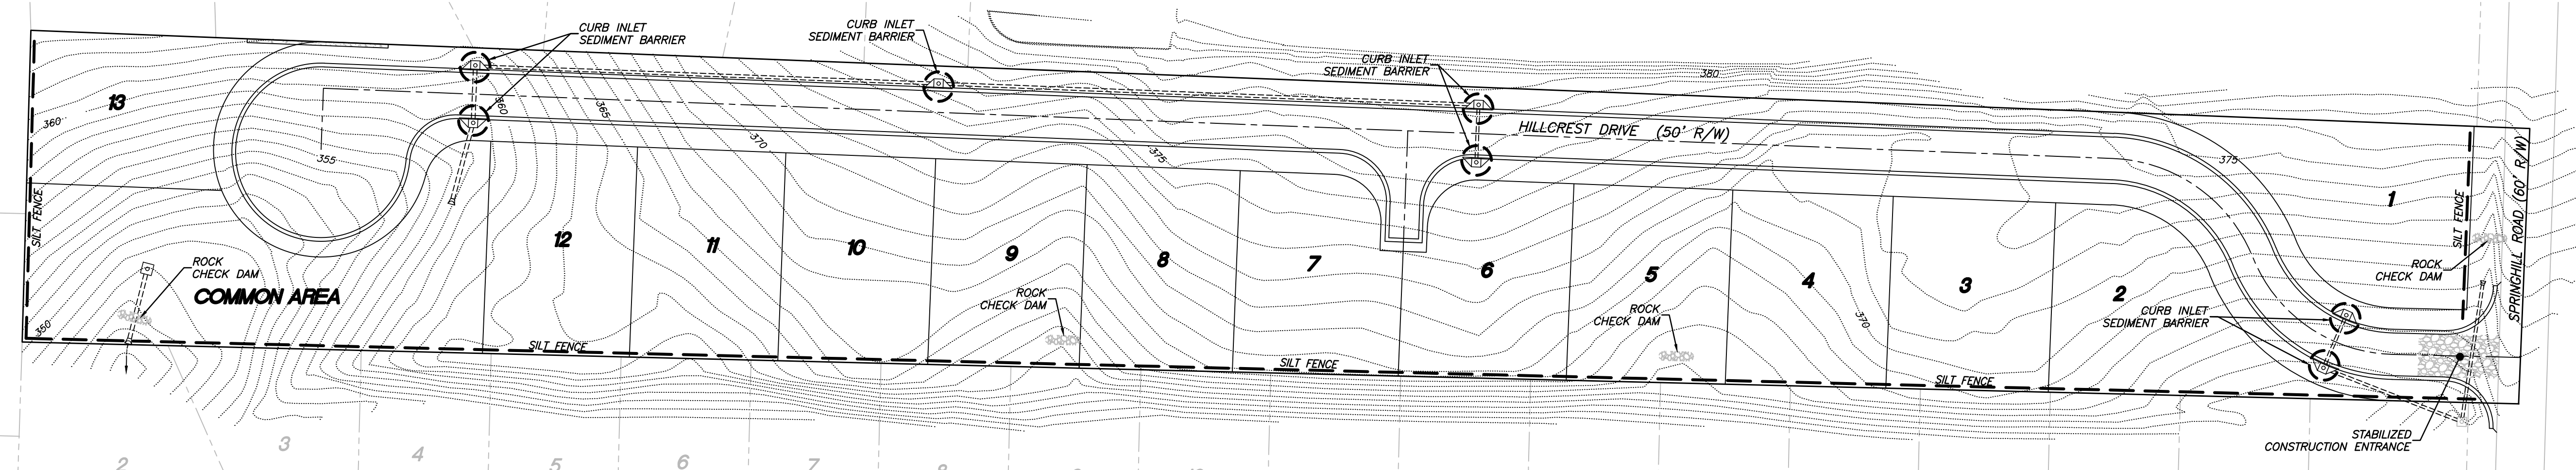 CURB INLET
SEDIMENT BARRIER
CURB INLET
SEDIMENT BARRIER
CURB INLET
SEDIMENT BARRIER
380
13
360
360
365
370
375
355
HILLCREST DRIVE (50' R/W)
375
SPRINGHILL ROAD (60' R/W)
1
SILT FENCE
SILT FENCE
12
11
10
9
8
7
6
5
4
3
2
ROCK
CHECK DAM
COMMON AREA
350
ROCK
CHECK DAM
ROCK
CHECK DAM
370
ROCK
CHECK DAM
CURB INLET
SEDIMENT BARRIER
SILT FENCE
SILT FENCE
SILT FENCE
STABILIZED
CONSTRUCTION ENTRANCE
2
3
4
5
6
7